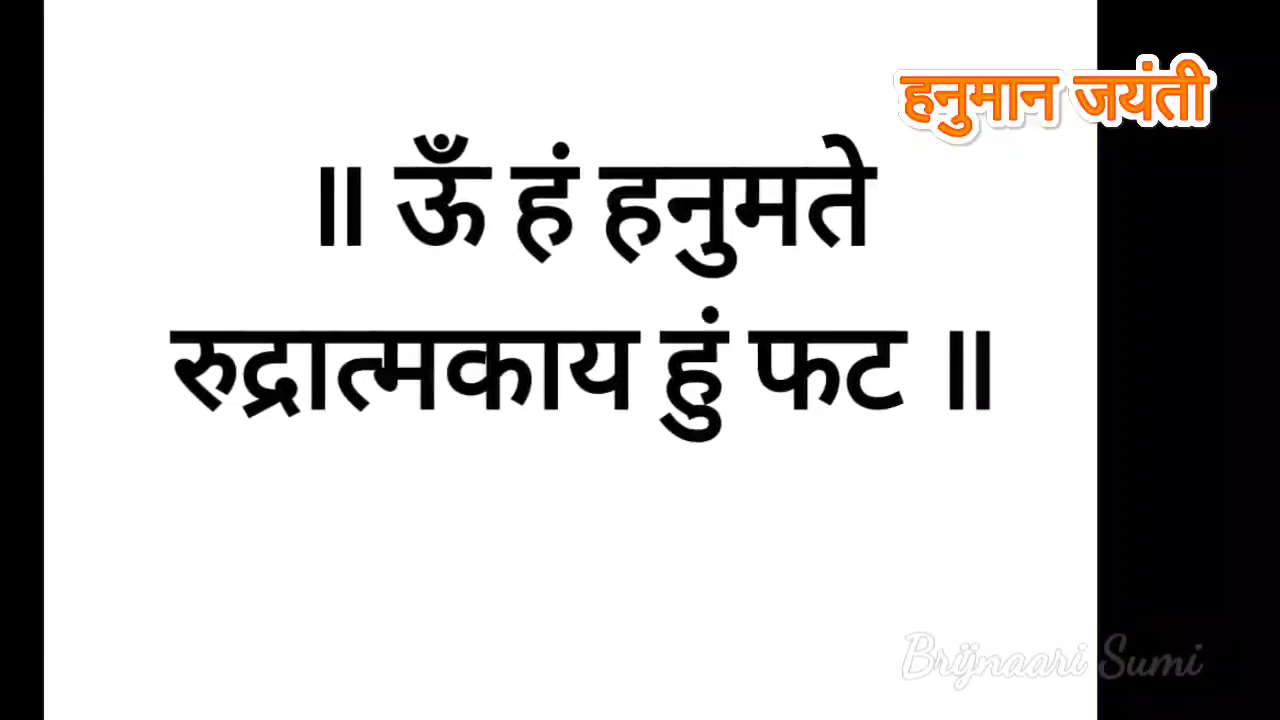 हनुमान जयंती
॥ ऊँ हं हनुमते
रुद्रात्मकाय हुं फट ॥
Brijnaari Sumi